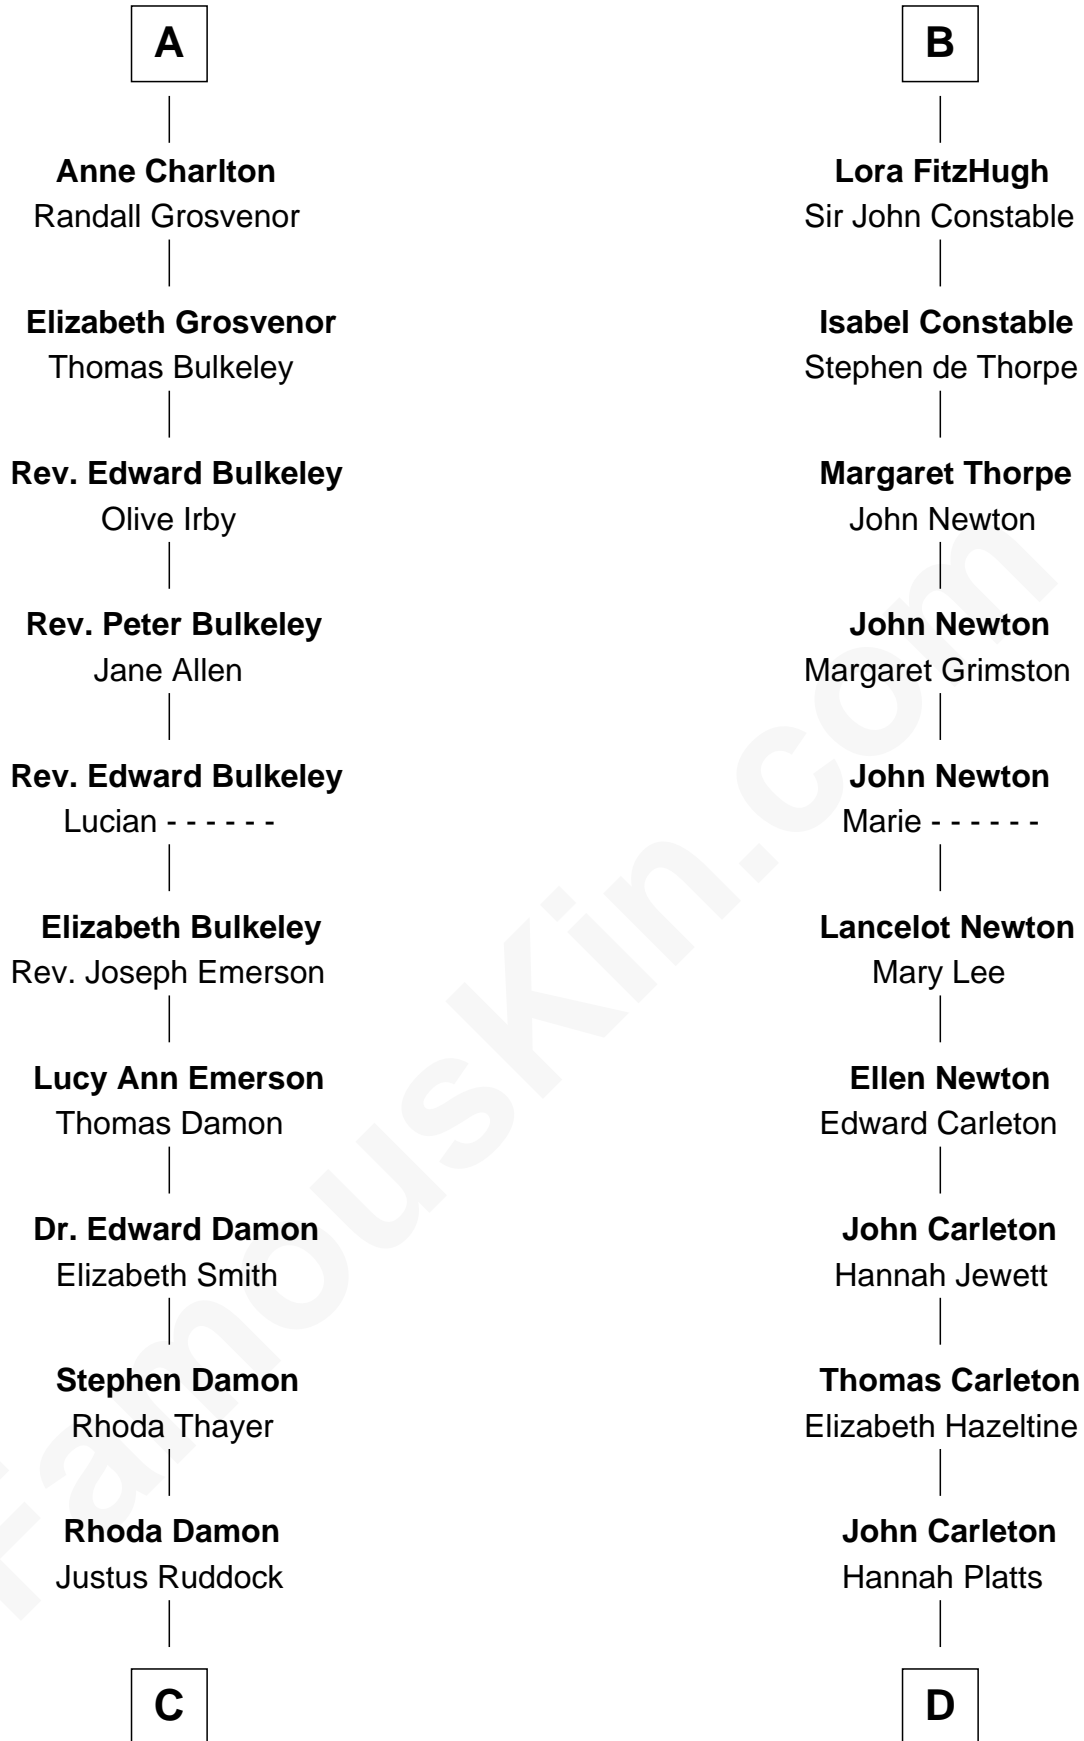 A
Anne Charlton
Randall Grosvenor
Elizabeth Grosvenor
Thomas Bulkeley
Rev. Edward Bulkeley
Olive Irby
Rev. Peter Bulkeley
Jane Allen
Rev. Edward Bulkeley
Lucian - - - - - -
Elizabeth Bulkeley
Rev. Joseph Emerson
Lucy Ann Emerson
Thomas Damon
Dr. Edward Damon
Elizabeth Smith
Stephen Damon
Rhoda Thayer
Rhoda Damon
Justus Ruddock
C
B
Lora FitzHugh
Sir John Constable
Isabel Constable
Stephen de Thorpe
Margaret Thorpe
John Newton
John Newton
Margaret Grimston
John Newton
Marie - - - - - -
Lancelot Newton
Mary Lee
Ellen Newton
Edward Carleton
John Carleton
Hannah Jewett
Thomas Carleton
Elizabeth Hazeltine
John Carleton
Hannah Platts
D
FamousKin.com